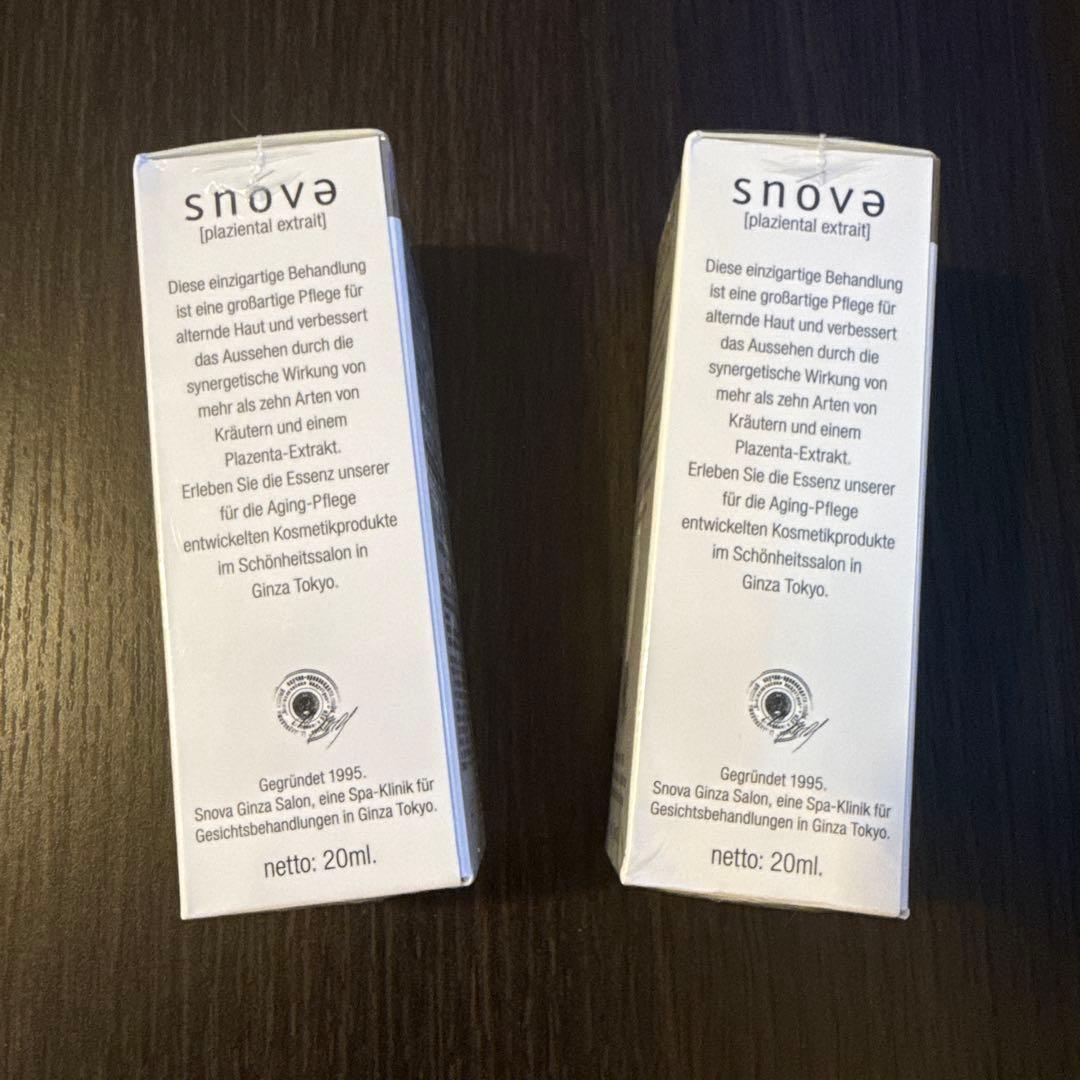 snovə
[plaziental extrait]
Diese einzigartige Behandlung
ist eine großartige Pflege für
alternde Haut und verbessert
das Aussehen durch die
synergetische Wirkung von
mehr als zehn Arten von
Kräutern und einem
Plazenta-Extrakt.
Erleben Sie die Essenz unserer
für die Aging-Pflege
entwickelten Kosmetikprodukte
im Schönheitssalon in
Ginza Tokyo.
Gegründet 1995.
Snova Ginza Salon, eine Spa-Klinik für
Gesichtsbehandlungen in Ginza Tokyo.
netto: 20ml.
snovə
[plaziental extrait]
Diese einzigartige Behandlung
ist eine großartige Pflege für
alternde Haut und verbessert
das Aussehen durch die
synergetische Wirkung von
mehr als zehn Arten von
Kräutern und einem
Plazenta-Extrakt.
Erleben Sie die Essenz unserer
für die Aging-Pflege
entwickelten Kosmetikprodukte
im Schönheitssalon in
Ginza Tokyo.
Gegründet 1995.
Snova Ginza Salon, eine Spa-Klinik für
Gesichtsbehandlungen in Ginza Tokyo.
netto: 20ml.